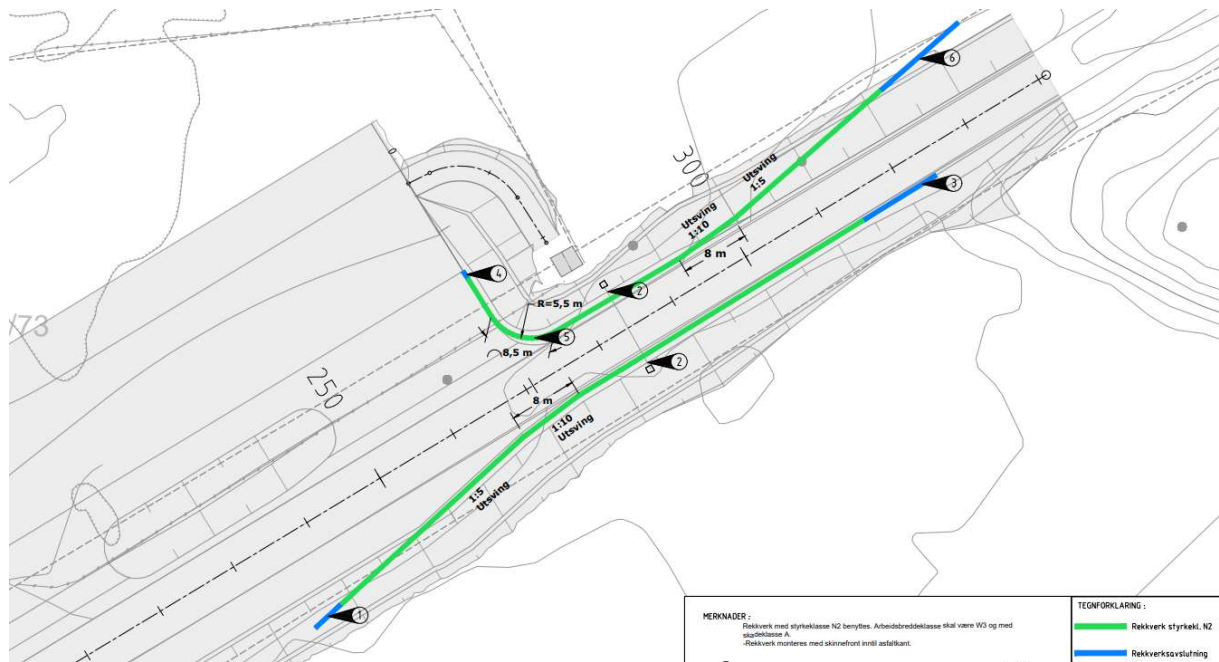 6
300
Utsving
1:5
3
Utsving
1:10
8 m
4
2
R=5,5 m
/73
5
8,5 m
2
250
8 m
1:10
Utsving
1:5
Utsving
1
MERKNADER :
Rekkverk med styrkeklasse N2 benyttes. Arbeidsbreddeklasse skal være W3 og med
skadeklasse A.
-Rekkverk monteres med skinnefront inntil asfaltkant.
TEGNFORKLARING :
Rekkverk styrkekl. N2
Rekkverksavslutning